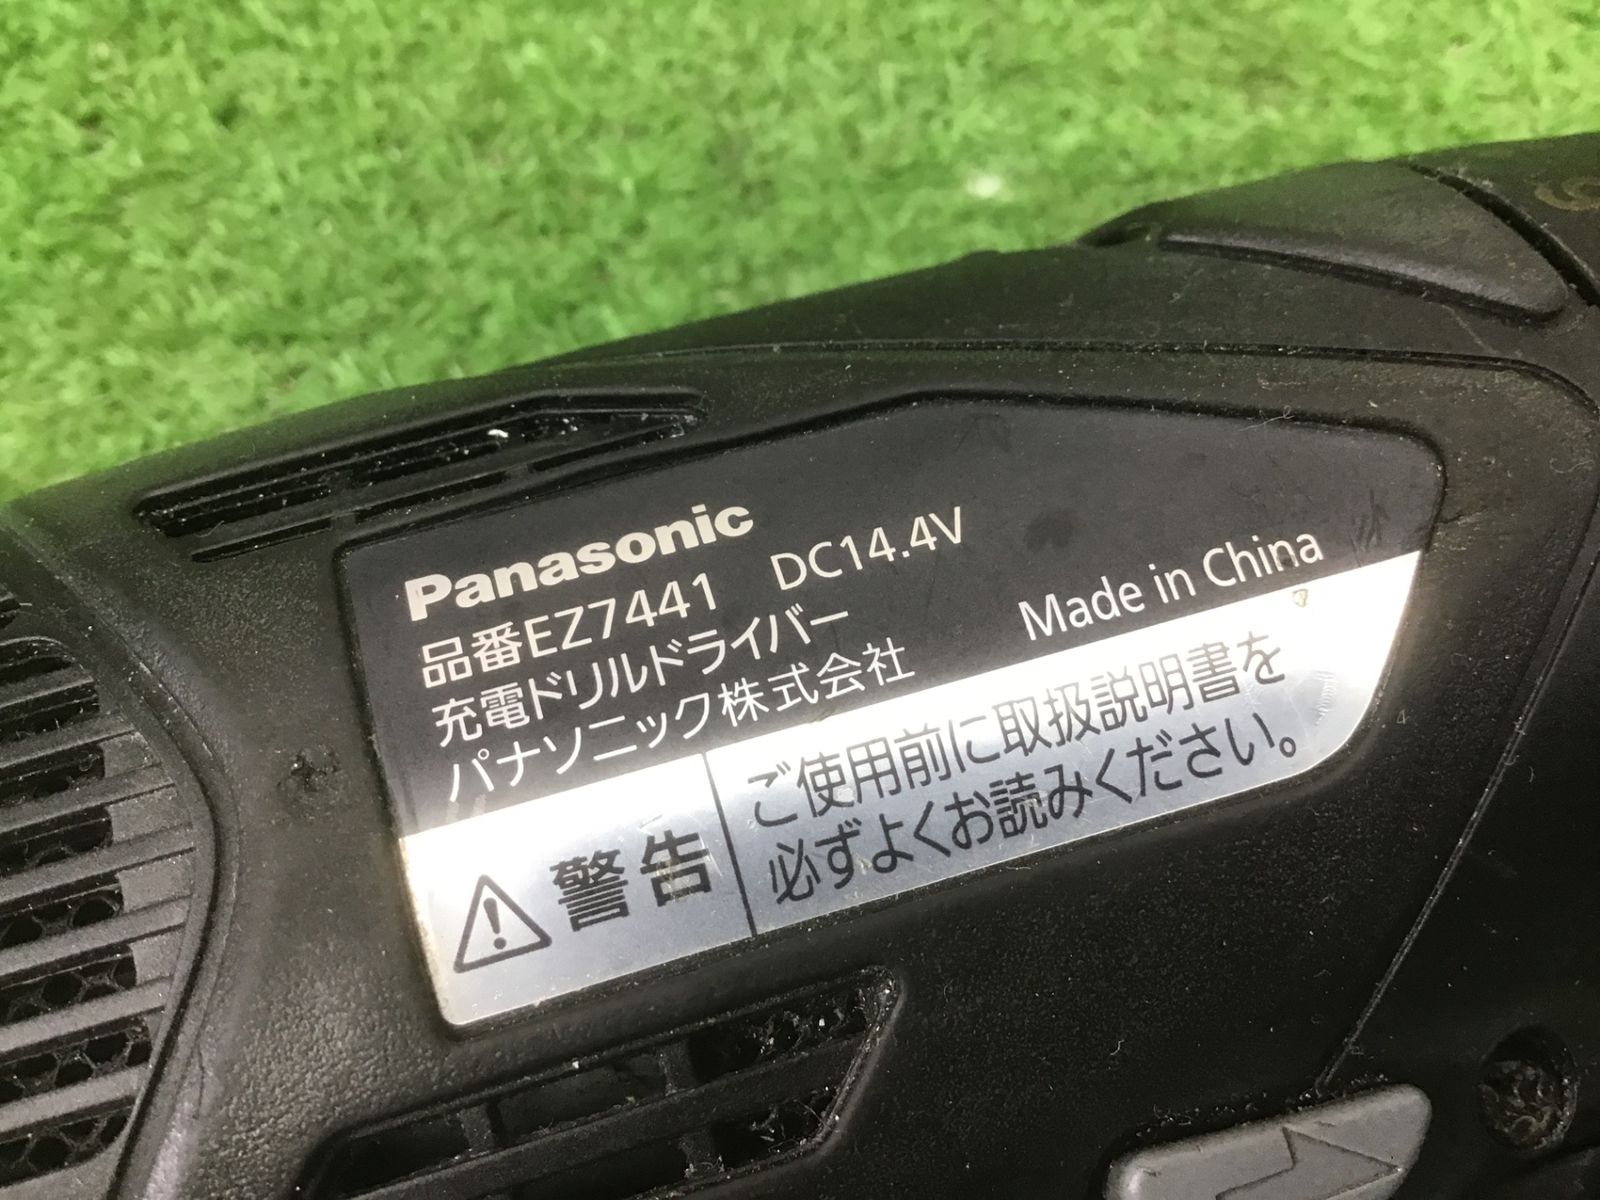 Panasonic
品番EZ7441 DC14.4V
充電ドリルドライバー
パナソニック株式会社 Made in China
警告
ご使用前に取扱説明書を
必ずよくお読みください。